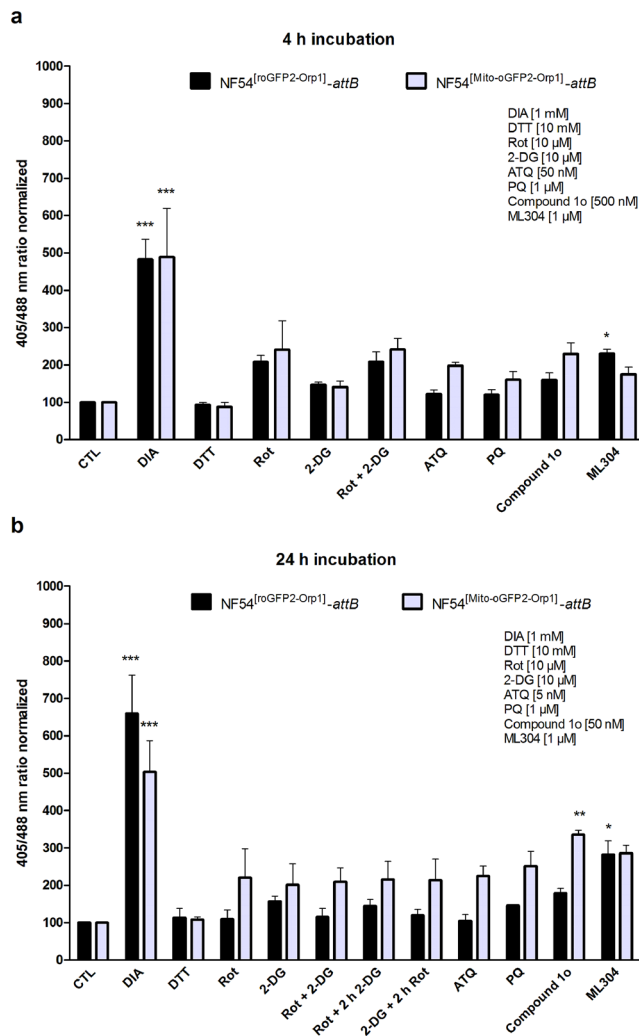 a
4 h incubation
NF54[roGFP2-Orp1]-attB
NF54[Mito-oGFP2-Orp1]-attB
DIA [1 mM]
DTT [10 mM]
Rot [10 µM]
2-DG [10 µM]
ATQ [50 nM]
PQ [1 µM]
Compound 1o [500 nM]
ML304 [1 µM]
405/488 nm ratio normalized
1000
900
800
700
600
500
400
300
200
100
0
***
***
*
CTL
DIA
DTT
Rot
2-DG
Rot + 2-DG
ATQ
PQ
Compound 1o
ML304
b
24 h incubation
NF54[roGFP2-Orp1]-attB
NF54[Mito-oGFP2-Orp1]-attB
DIA [1 mM]
DTT [10 mM]
Rot [10 µM]
2-DG [10 µM]
ATQ [5 nM]
PQ [1 µM]
Compound 1o [50 nM]
ML304 [1 µM]
405/488 nm ratio normalized
1000
900
800
700
600
500
400
300
200
100
0
***
***
**
*
CTL
DIA
DTT
Rot
2-DG
Rot + 2-DG
Rot + 2 h 2-DG
2-DG + 2 h Rot
ATQ
PQ
Compound 1o
ML304